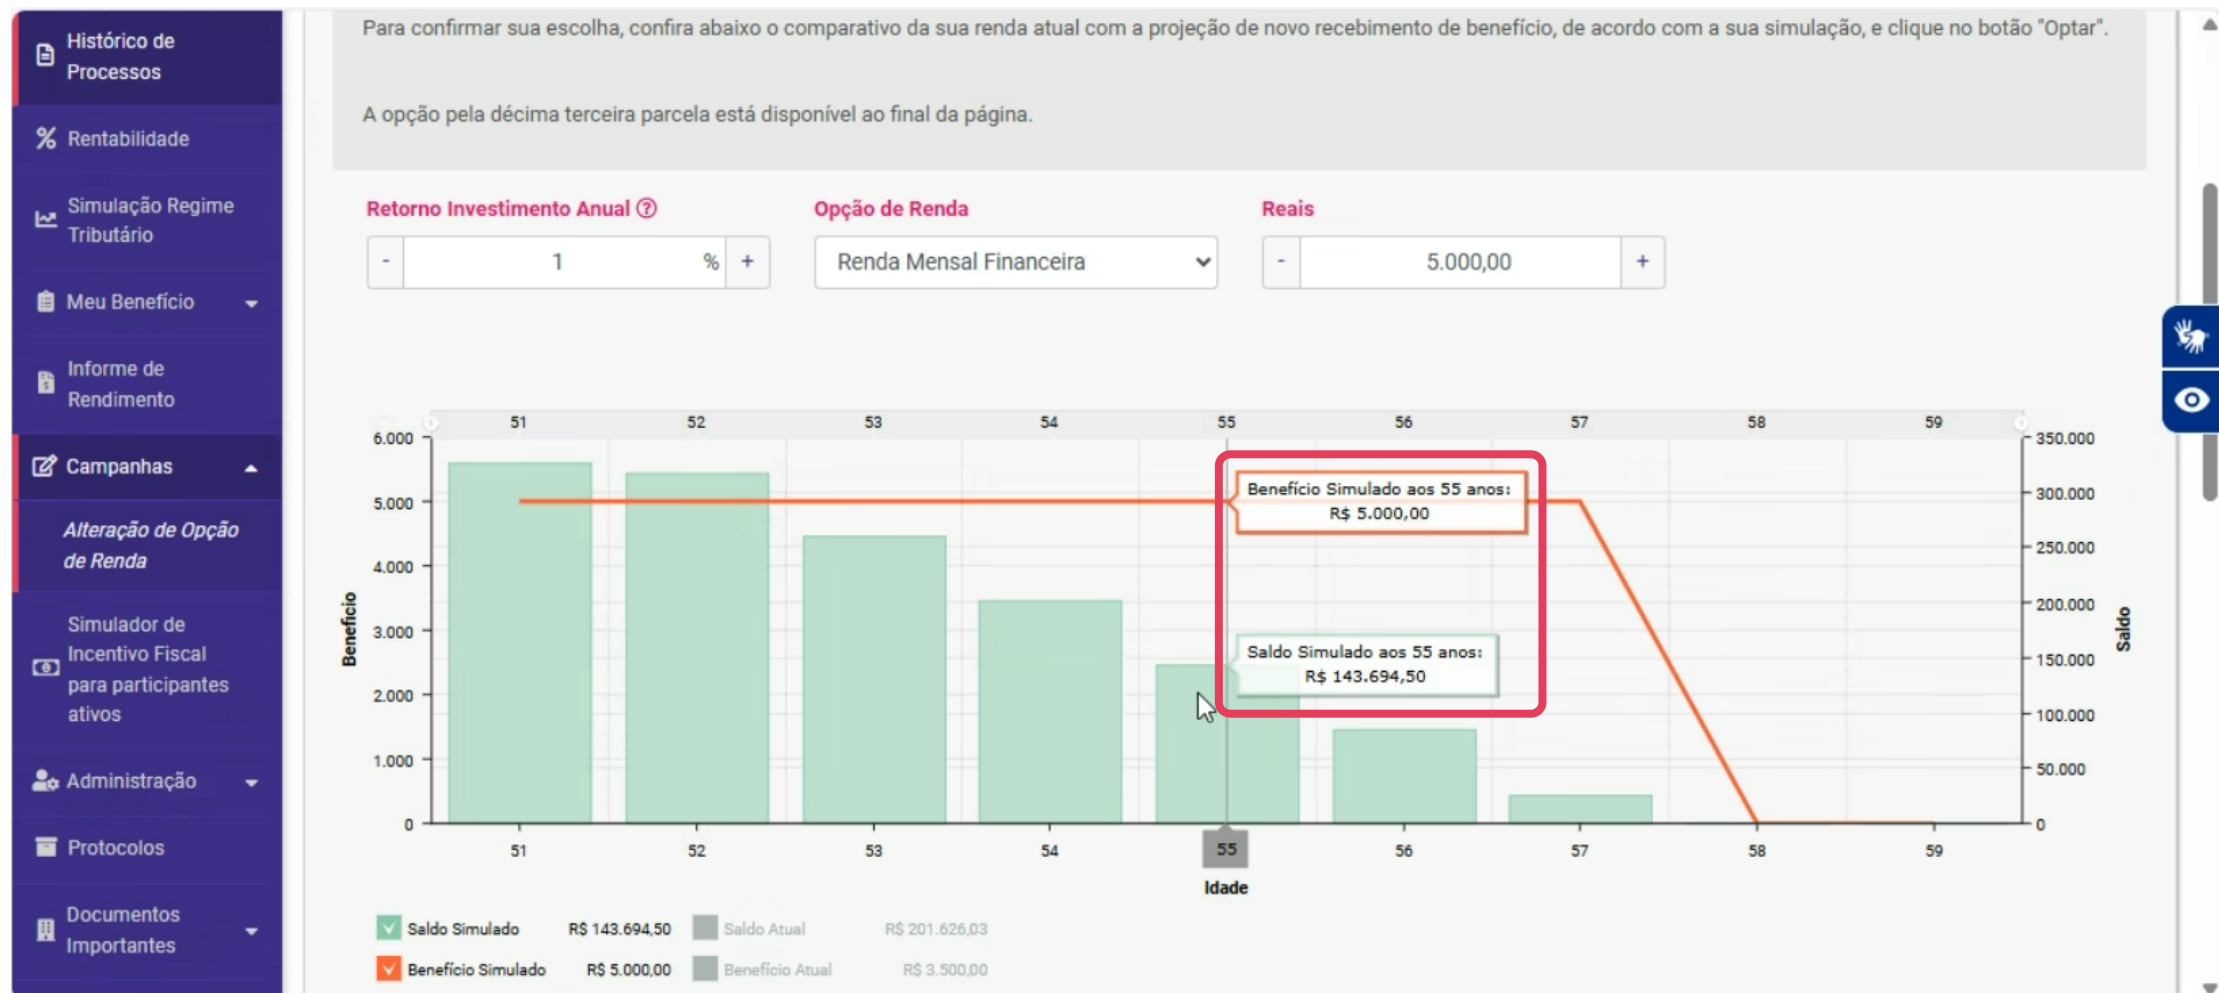 Histórico de
Processos
Rentabilidade
Simulação Regime
Tributário
Meu Benefício
Informe de
Rendimento
Campanhas
Alteração de Opção
de Renda
Simulador de
Incentivo Fiscal
para participantes
ativos
Administração
Protocolos
Documentos
Importantes
Para confirmar sua escolha, confira abaixo o comparativo da sua renda atual com a projeção de novo recebimento de benefício, de acordo com a sua simulação, e clique no botão "Optar".
A opção pela décima terceira parcela está disponível ao final da página.
Retorno Investimento Anual ?
Opção de Renda
Reais
- 1 % +
Renda Mensal Financeira
- 5.000,00 +
51 52 53 54 55 56 57 58 59
6.000
5.000
4.000
3.000
2.000
1.000
0
Benefício
350.000
300.000
250.000
200.000
150.000
100.000
50.000
0
Saldo
Benefício Simulado aos 55 anos:
R$ 5.000,00
Saldo Simulado aos 55 anos:
R$ 143.694,50
51 52 53 54 55 56 57 58 59
Idade
Saldo Simulado R$ 143.694,50 Saldo Atual R$ 201.626,03
Benefício Simulado R$ 5.000,00 Benefício Atual R$ 3.500,00